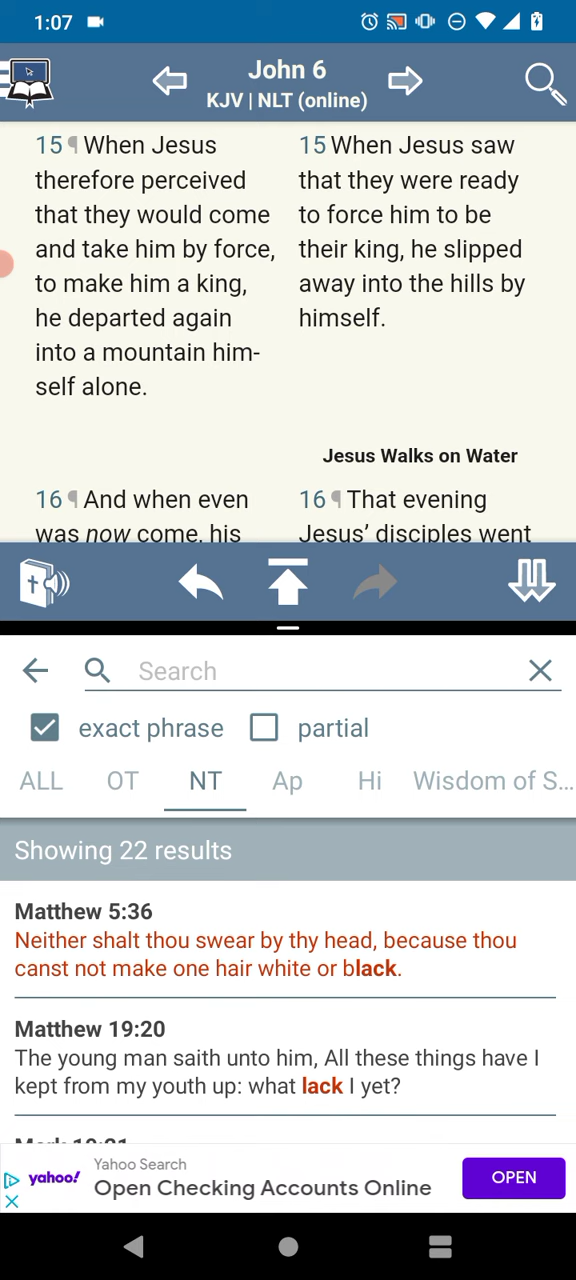 1:07
John 6
KJV | NLT (online)
15 ¶ When Jesus
therefore perceived
that they would come
and take him by force,
to make him a king,
he departed again
into a mountain him-
self alone.
15 When Jesus saw
that they were ready
to force him to be
their king, he slipped
away into the hills by
himself.
Jesus Walks on Water
16 ¶ And when even
was now come, his
16 ¶ That evening
Jesus’ disciples went
Search
exact phrase partial
ALL OT NT Ap Hi Wisdom of S...
Showing 22 results
Matthew 5:36
Neither shalt thou swear by thy head, because thou
canst not make one hair white or black.
Matthew 19:20
The young man saith unto him, All these things have I
kept from my youth up: what lack I yet?
yahoo!
Yahoo Search
Open Checking Accounts Online
OPEN